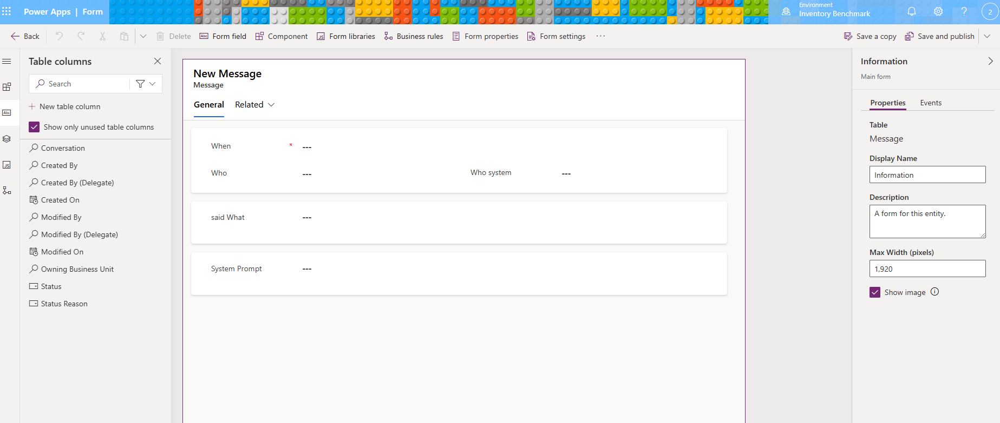 Power Apps | Form
Environment
Inventory Benchmark
2
Back
Delete
Abc Form field
Component
JS Form libraries
Business rules
Form properties
Form settings
...
Save a copy
Save and publish
Table columns
Search
New table column
Abc
Show only unused table columns
JS
Conversation
Created By
Created By (Delegate)
Created On
Modified By
Modified By (Delegate)
Modified On
Owning Business Unit
Status
Status Reason
New Message
Message
General Related
When * ---
Who --- Who system ---
said What ---
System Prompt ---
Information
Main form
Properties Events
Table
Message
Display Name
Information
Description
A form for this entity.
Max Width (pixels)
1,920
Show image